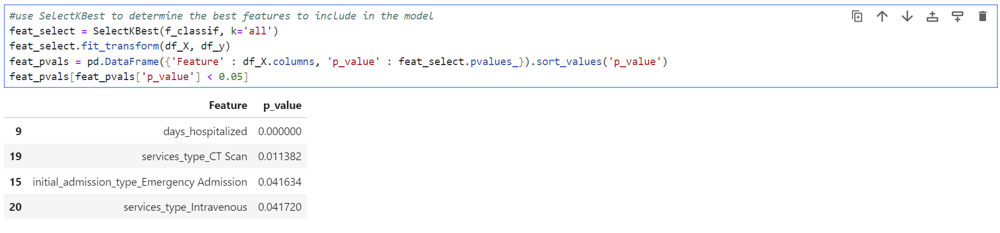 #use SelectKBest to determine the best features to include in the model
feat_select = SelectKBest(f_classif, k='all')
feat_select.fit_transform(df_X, df_y)
feat_pvals = pd.DataFrame({'Feature' : df_X.columns, 'p_value' : feat_select.pvalues_}).sort_values('p_value')
feat_pvals[feat_pvals['p_value'] < 0.05]
Feature p_value
9 days_hospitalized 0.000000
19 services_type_CT Scan 0.011382
15 initial_admission_type_Emergency Admission 0.041634
20 services_type_Intravenous 0.041720